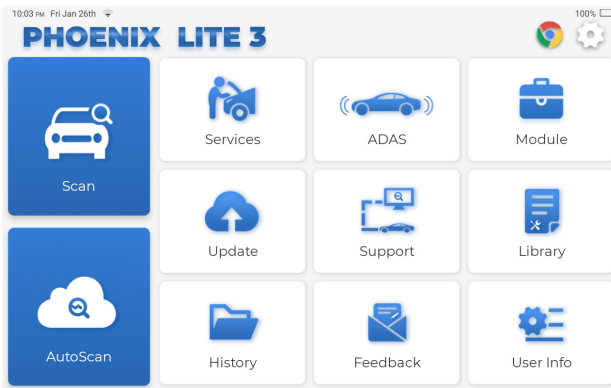 10:03 PM Fri Jan 26th
100%
PHOENIX LITE 3
Scan
Services
ADAS
Module
Update
Support
Library
AutoScan
History
Feedback
User Info